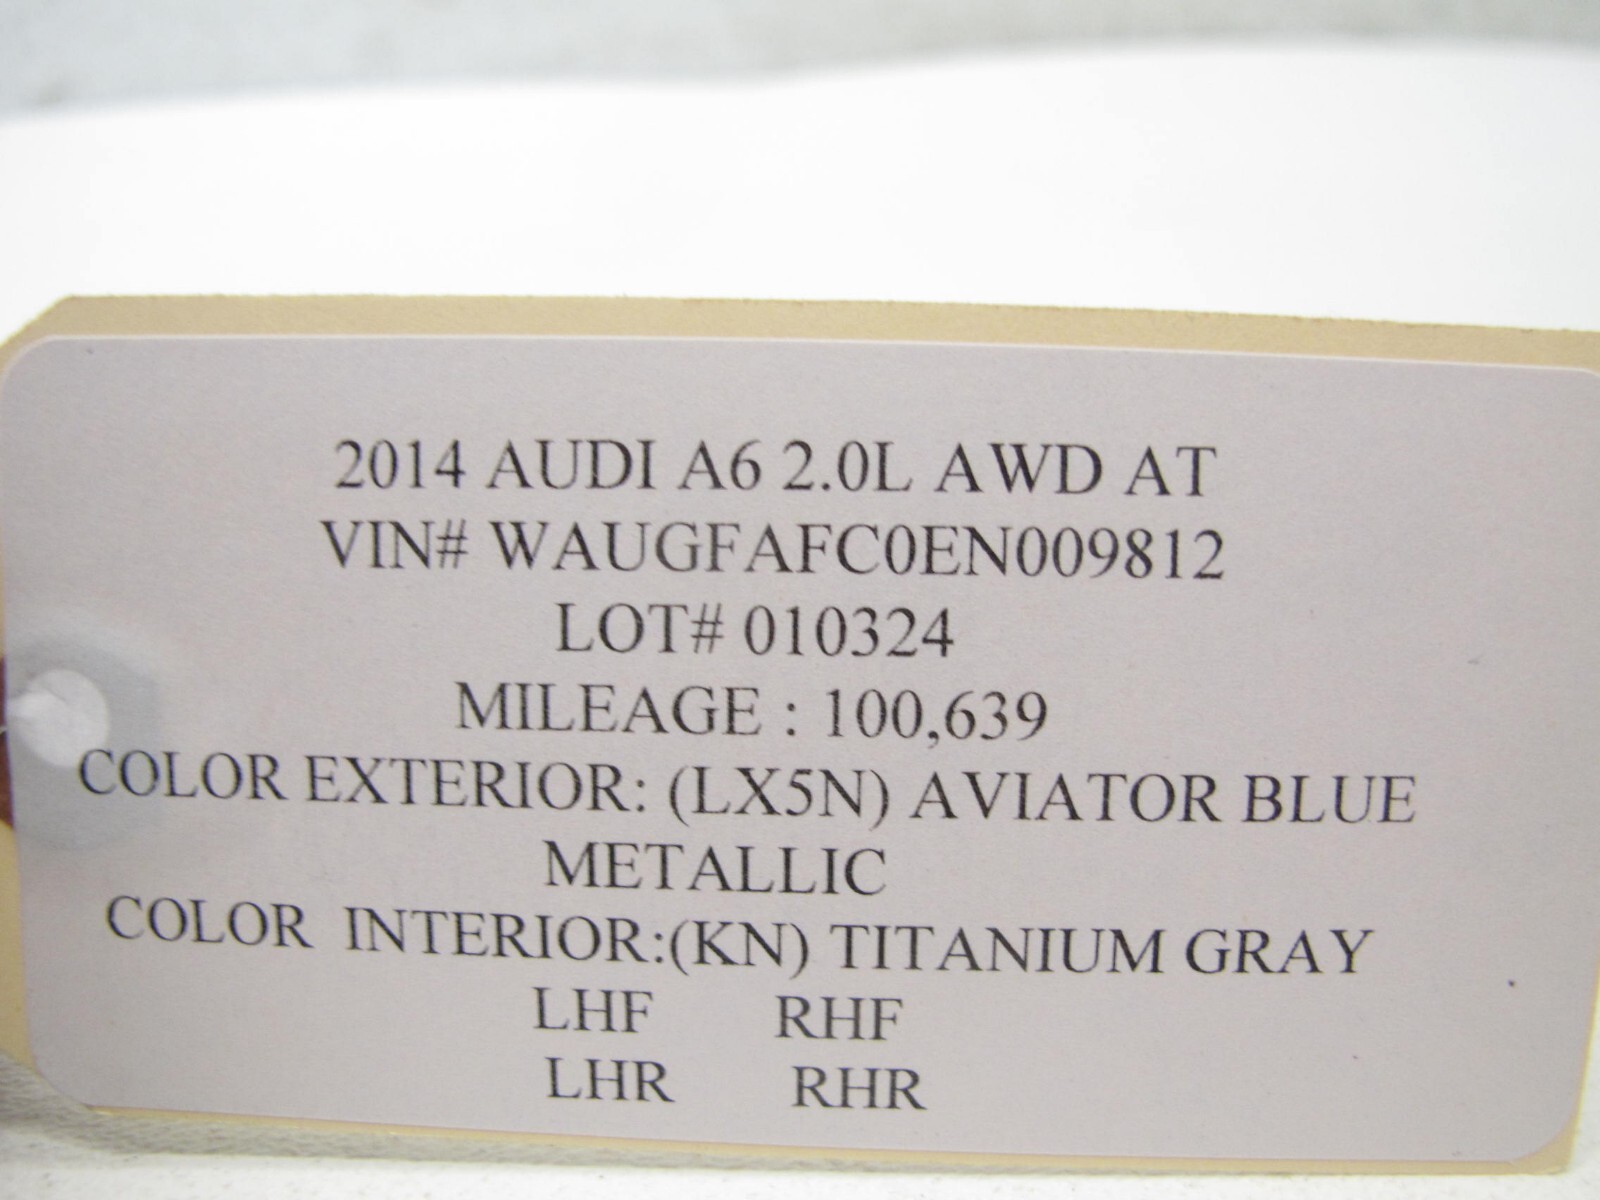 2014 AUDI A6 2.0L AWD AT
VIN# WAUGFAFC0EN009812
LOT# 010324
MILEAGE : 100,639
COLOR EXTERIOR: (LX5N) AVIATOR BLUE
METALLIC
COLOR INTERIOR:(KN) TITANIUM GRAY
LHF RHF
LHR RHR